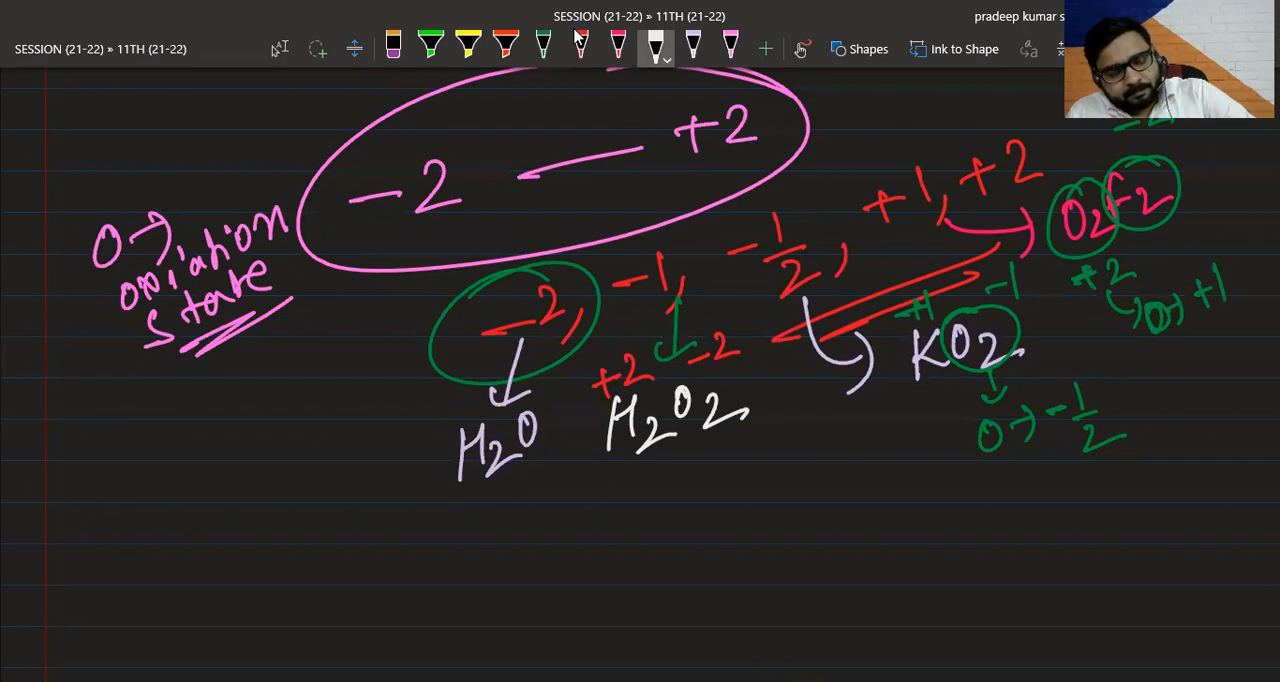 SESSION (21-22) » 11TH (21-22)
pradeep kumar s
SESSION (21-22) » 11TH (21-22)
Shapes
Ink to Shape
-2 ← +2
O → oxidation
state
-2, -1, -1/2, +1, +2
O2F2
+2
O → +1
+2 -2
+1 -1
H2O
H2O2
KO2
O → -1/2